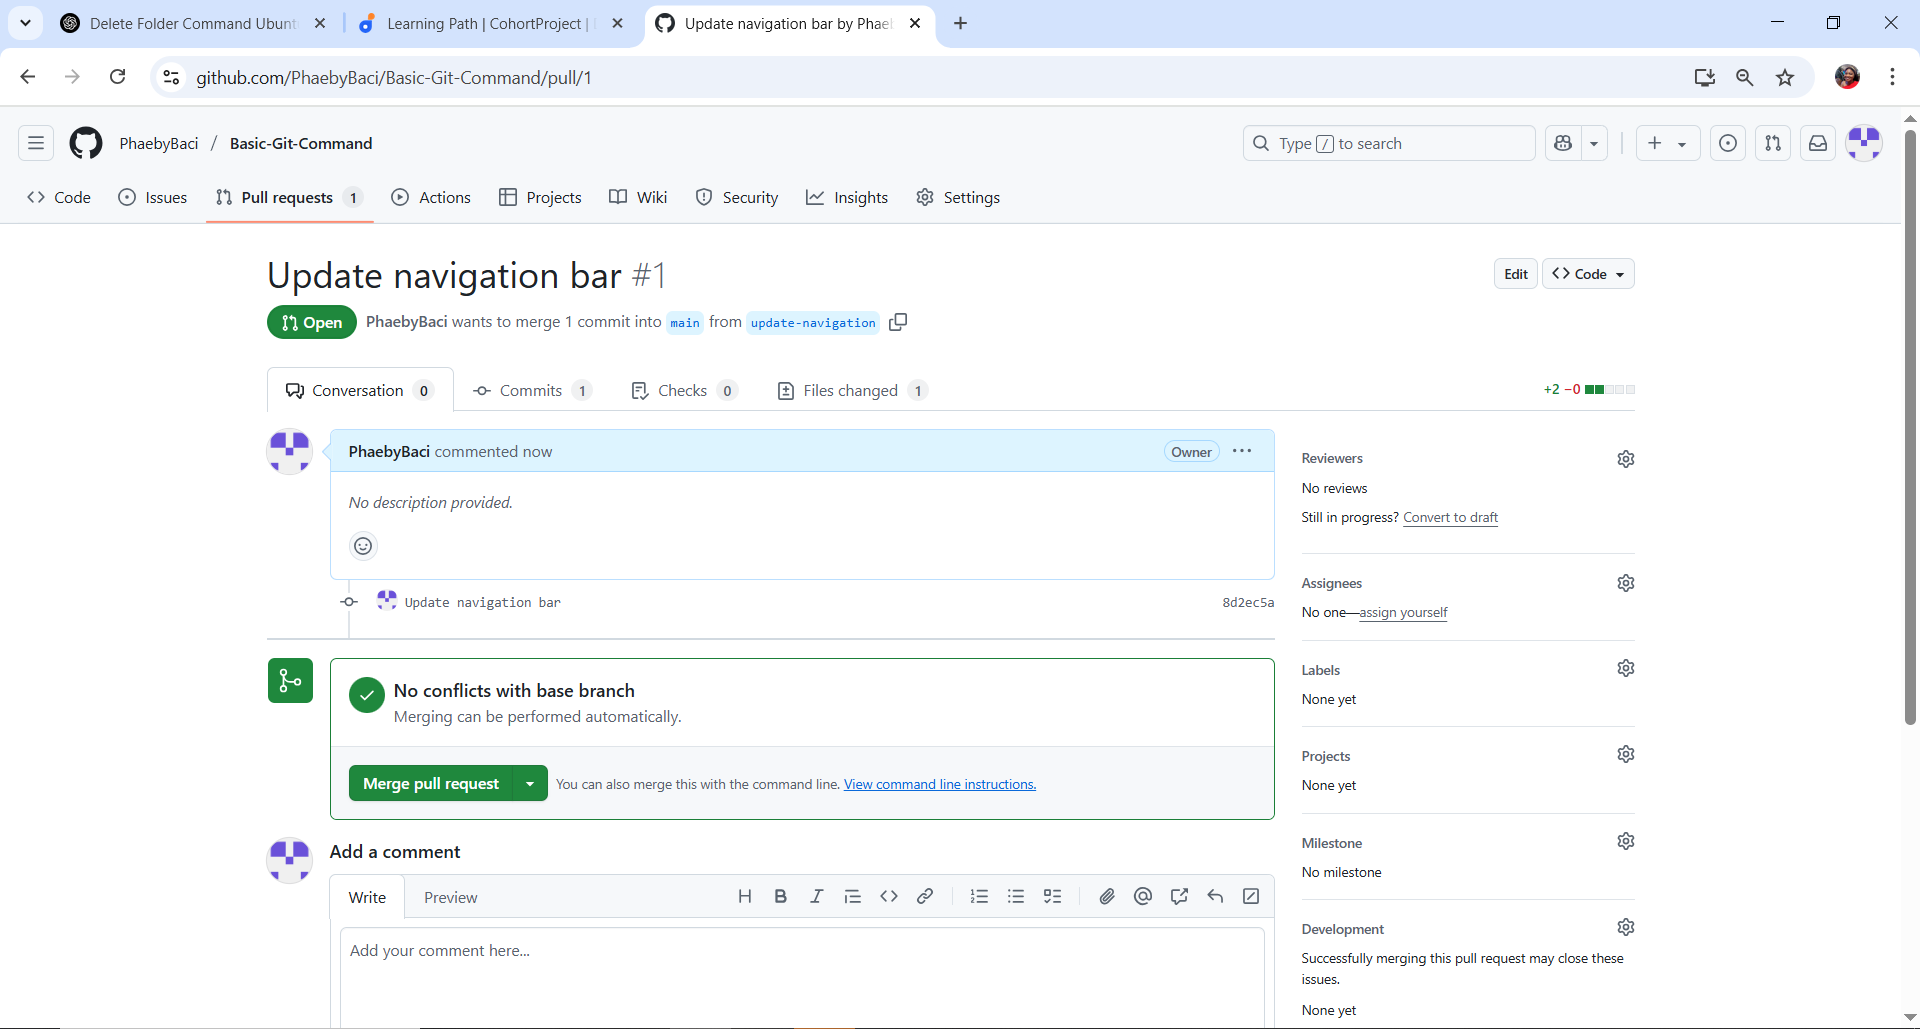 Delete Folder Command Ubunt
Learning Path | CohortProject |
Update navigation bar by Phae
github.com/PhaebyBaci/Basic-Git-Command/pull/1
PhaebyBaci / Basic-Git-Command
Type / to search
Code
Issues
Pull requests 1
Actions
Projects
Wiki
Security
Insights
Settings
Update navigation bar #1
Edit
Code
Open
PhaebyBaci wants to merge 1 commit into main from update-navigation
Conversation 0
Commits 1
Checks 0
Files changed 1
+2 −0
PhaebyBaci commented now
Owner
No description provided.
Update navigation bar
8d2ec5a
No conflicts with base branch
Merging can be performed automatically.
Merge pull request
You can also merge this with the command line. View command line instructions.
Add a comment
Write
Preview
Add your comment here...
Reviewers
No reviews
Still in progress? Convert to draft
Assignees
No one—assign yourself
Labels
None yet
Projects
None yet
Milestone
No milestone
Development
Successfully merging this pull request may close these
issues.
None yet